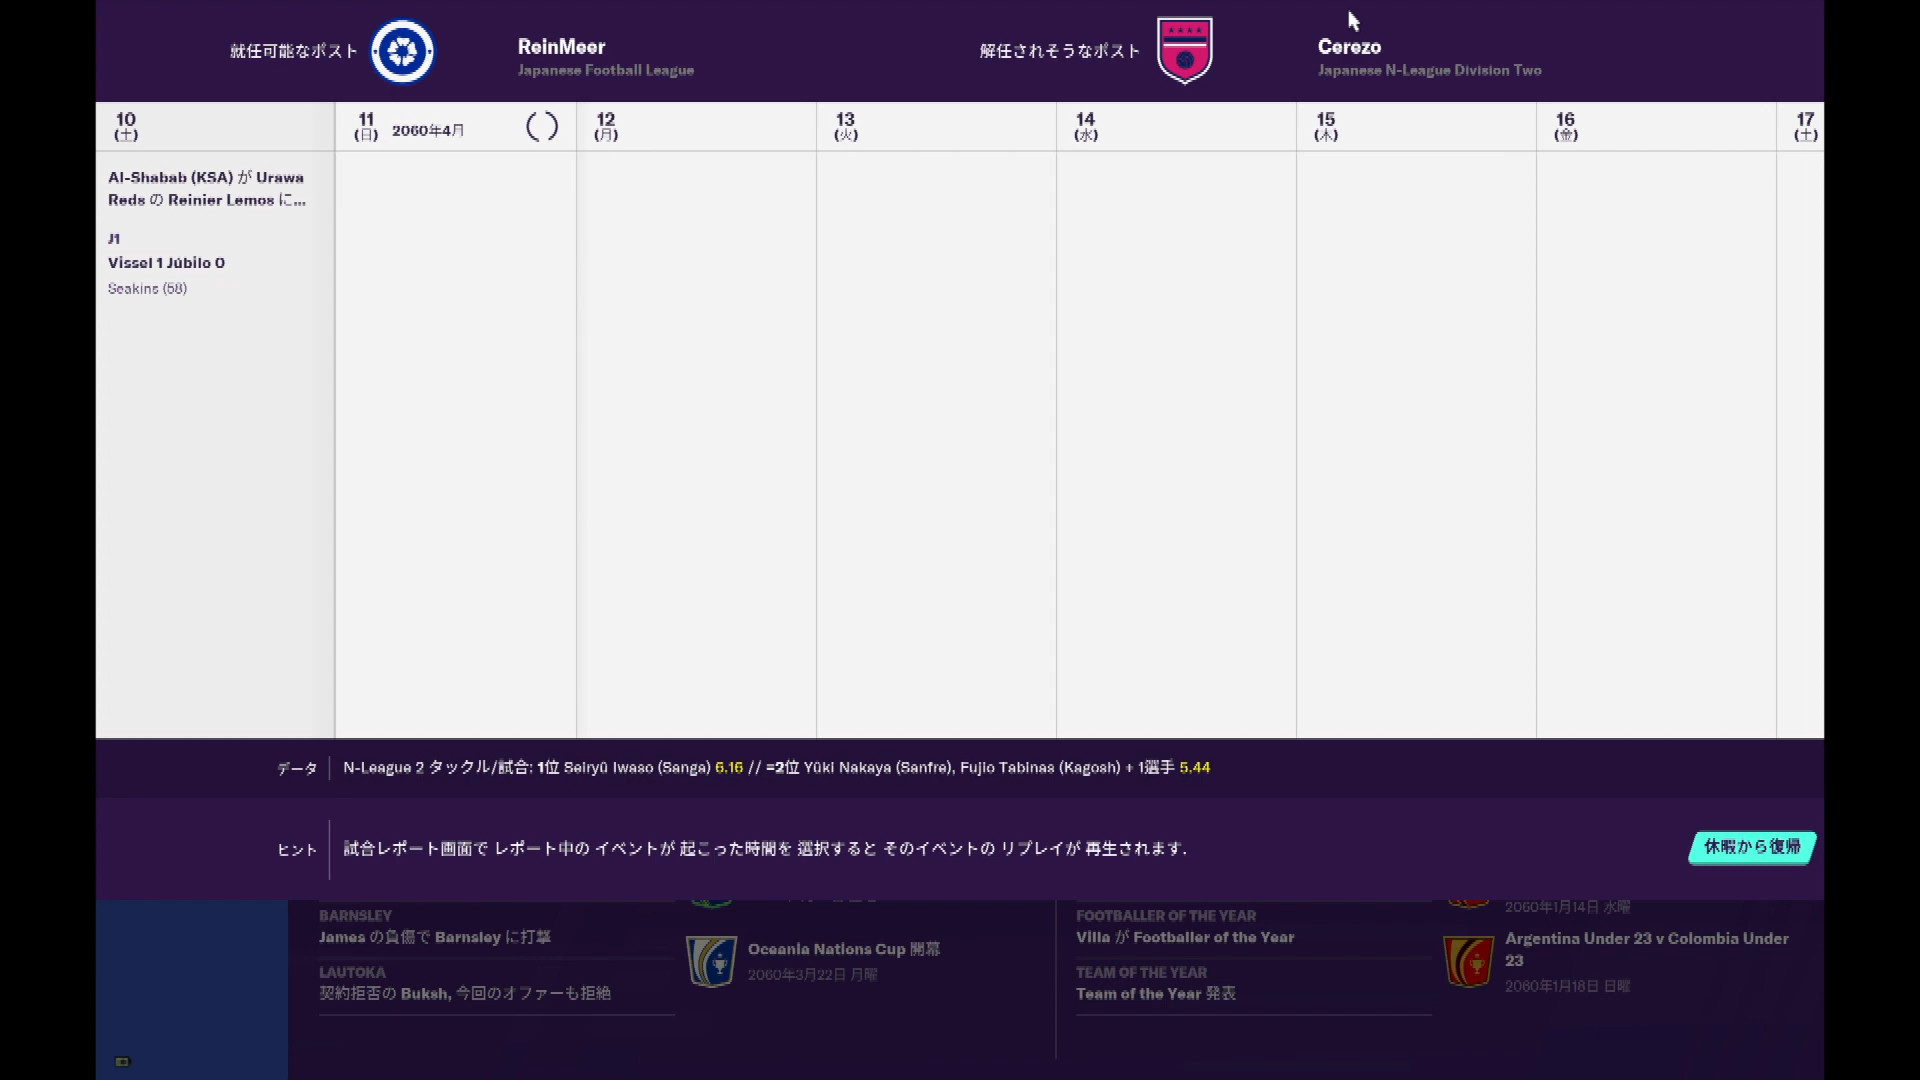 就任可能なポスト
ReinMeer
Japanese Football League
解任されそうなポスト
Cerezo
Japanese N-League Division Two
10
(土)
11
(日) 2060年4月
12
(月)
13
(火)
14
(水)
15
(木)
16
(金)
17
(土)
Al-Shabab (KSA) が Urawa
Reds の Reinier Lemos に...
J1
Vissel 1 Júbilo 0
Seakins (58)
データ
N-League 2 タックル/試合: 1位 Seiryū Iwaso (Sanga) 6.16 // =2位 Yūki Nakaya (Sanfre), Fujio Tabinas (Kagosh) + 1選手 5.44
ヒント
試合レポート画面で レポート中の イベントが 起こった時間を 選択すると そのイベントの リプレイが 再生されます.
休暇から復帰
BARNSLEY
James の負傷で Barnsley に打撃
LAUTOKA
契約拒否の Buksh, 今回のオファーも拒絶
Oceania Nations Cup 開幕
2060年3月22日 月曜
FOOTBALLER OF THE YEAR
Villa が Footballer of the Year
TEAM OF THE YEAR
Team of the Year 発表
2060年1月14日 水曜
Argentina Under 23 v Colombia Under
23
2060年1月18日 日曜